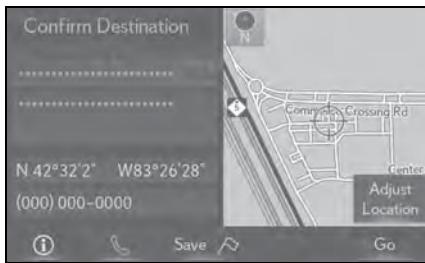 Confirm Destination
N
5
Commerce Crossing Rd
N 42°32'2" W83°26'28"
(000) 000-0000
Center
Adjust
Location
Save
Go